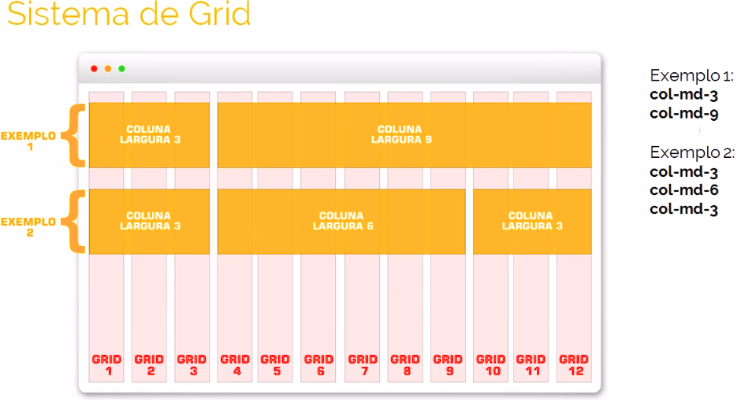 Sistema de Grid
Exemplo 1:
col-md-3
col-md-9
Exemplo 2:
col-md-3
col-md-6
col-md-3
EXEMPLO
1
COLUNA
LARGURA 3
COLUNA
LARGURA 9
EXEMPLO
2
COLUNA
LARGURA 3
COLUNA
LARGURA 6
COLUNA
LARGURA 3
GRID
1
GRID
2
GRID
3
GRID
4
GRID
5
GRID
6
GRID
7
GRID
8
GRID
9
GRID
10
GRID
11
GRID
12